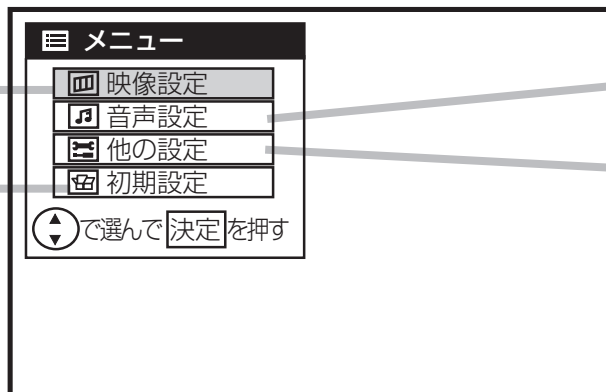 メニュー
映像設定
音声設定
他の設定
初期設定
で選んで決定を押す